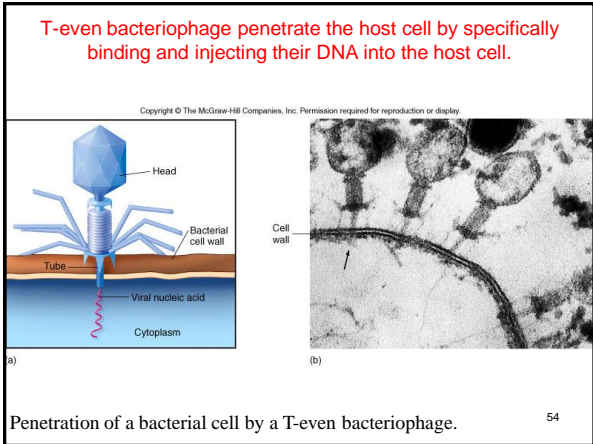 T-even bacteriophage penetrate the host cell by specifically
binding and injecting their DNA into the host cell.
Copyright © The McGraw-Hill Companies, Inc. Permission required for reproduction or display.
Head
Bacterial
cell wall
Tube
Viral nucleic acid
Cytoplasm
(a)
Cell
wall
(b)
Penetration of a bacterial cell by a T-even bacteriophage.
54